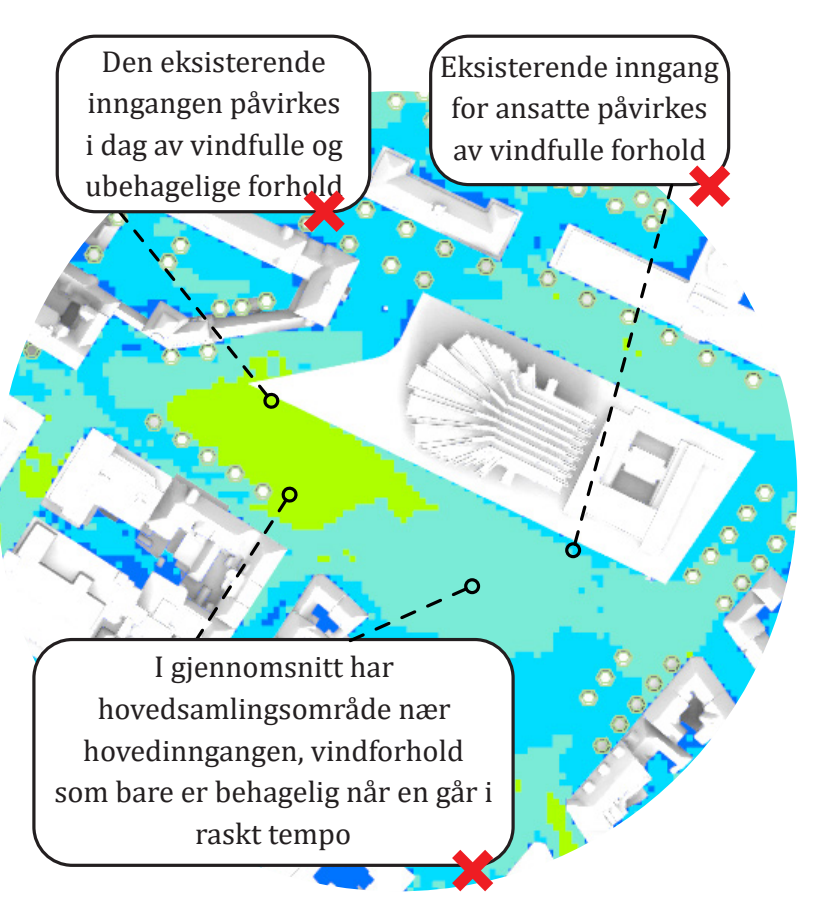 Den eksisterende
inngangen påvirkes
i dag av vindfulle og
ubehagelige forhold
Eksisterende inngang
for ansatte påvirkes
av vindfulle forhold
I gjennomsnitt har
hovedsamlingsområde nær
hovedinngangen, vindforhold
som bare er behagelig når en går i
raskt tempo